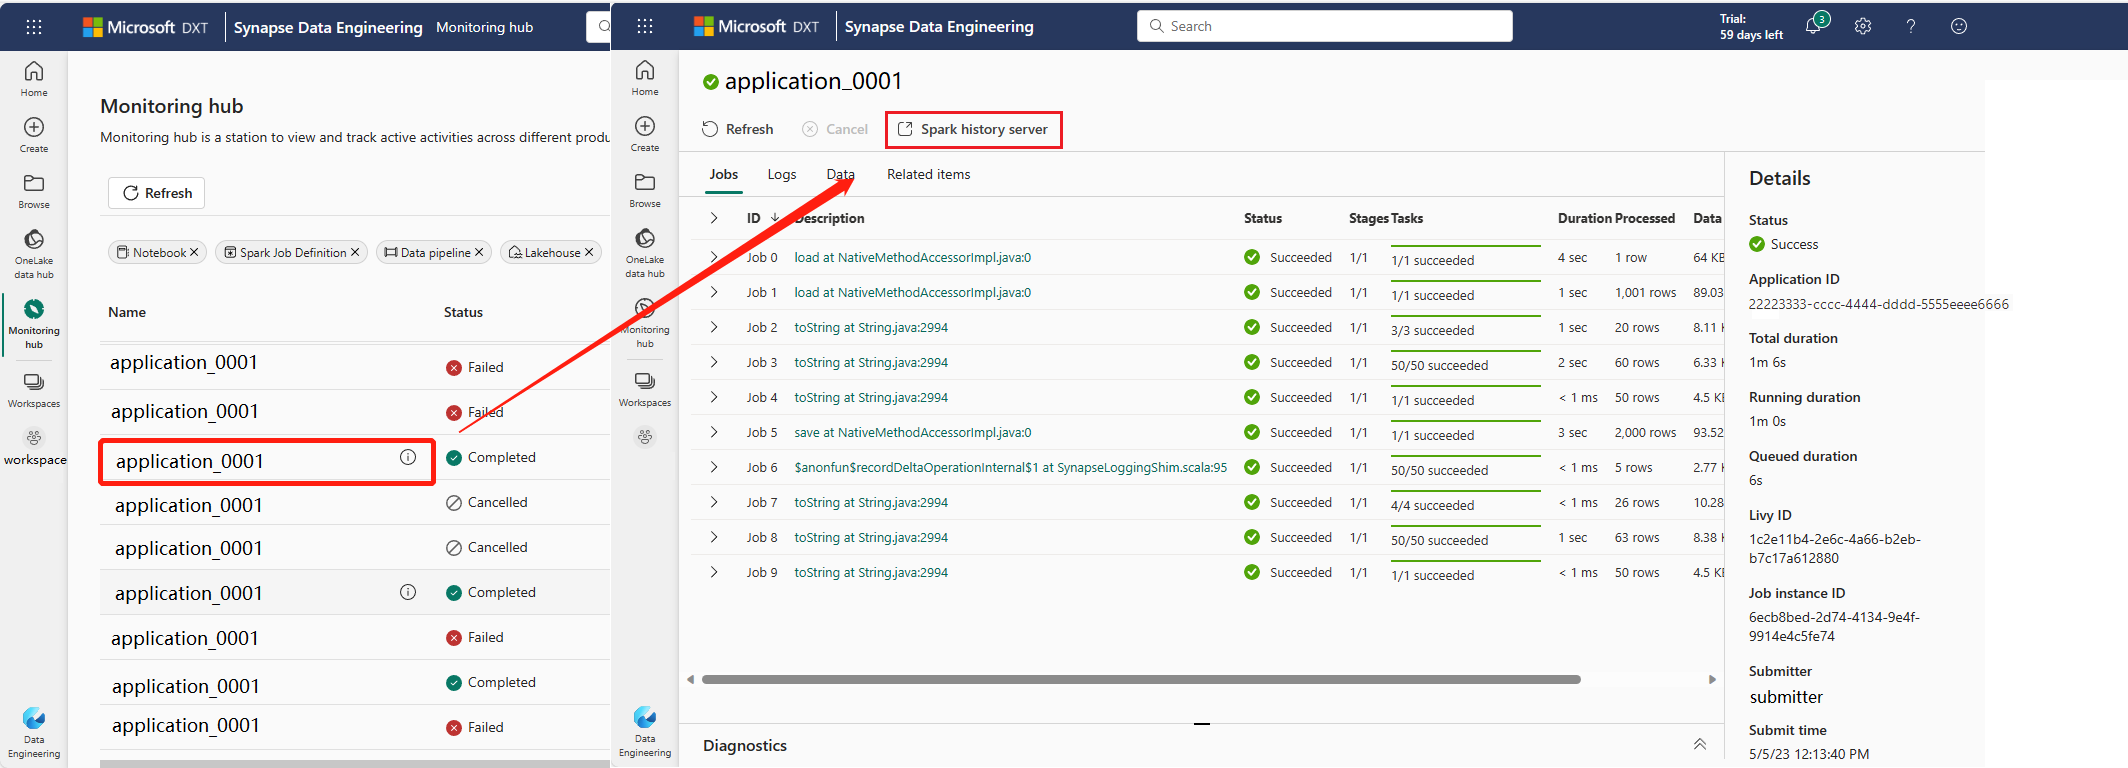 Microsoft DXT
Synapse Data Engineering
Monitoring hub
Home
Create
Browse
OneLake
data hub
Monitoring
hub
Workspaces
workspace
Data
Engineering
Monitoring hub
Monitoring hub is a station to view and track active activities across different produ
Refresh
Notebook
Spark Job Definition
Data pipeline
Lakehouse
Name Status
application_0001 Failed
application_0001 Failed
application_0001 Completed
application_0001 Cancelled
application_0001 Cancelled
application_0001 Completed
application_0001 Failed
application_0001 Completed
application_0001 Failed
Microsoft DXT
Synapse Data Engineering
Search
Trial:
59 days left
3
Home
Create
Browse
OneLake
data hub
Monitoring
hub
Workspaces
Data
Engineering
application_0001
Refresh
Cancel
Spark history server
Jobs
Logs
Data
Related items
ID Description Status Stages Tasks Duration Processed Data
Job 0 load at NativeMethodAccessorImpl.java:0 Succeeded 1/1 1/1 succeeded 4 sec 1 row 64 KB
Job 1 load at NativeMethodAccessorImpl.java:0 Succeeded 1/1 1/1 succeeded 1 sec 1,001 rows 89.03
Job 2 toString at String.java:2994 Succeeded 1/1 3/3 succeeded 1 sec 20 rows 8.11
Job 3 toString at String.java:2994 Succeeded 1/1 50/50 succeeded 2 sec 60 rows 6.33
Job 4 toString at String.java:2994 Succeeded 1/1 1/1 succeeded < 1 ms 50 rows 4.5 KB
Job 5 save at NativeMethodAccessorImpl.java:0 Succeeded 1/1 1/1 succeeded 3 sec 2,000 rows 93.52
Job 6 $anonfun$recordDeltaOperationInternal$1 at SynapseLoggingShim.scala:95 Succeeded 1/1 50/50 succeeded < 1 ms 5 rows 2.77
Job 7 toString at String.java:2994 Succeeded 1/1 4/4 succeeded < 1 ms 26 rows 10.28
Job 8 toString at String.java:2994 Succeeded 1/1 50/50 succeeded 1 sec 63 rows 8.38
Job 9 toString at String.java:2994 Succeeded 1/1 1/1 succeeded < 1 ms 50 rows 4.5 KB
Diagnostics
Details
Status
Success
Application ID
22223333-cccc-4444-dddd-5555eeee6666
Total duration
1m 6s
Running duration
1m 0s
Queued duration
6s
Livy ID
1c2e11b4-2e6c-4a66-b2eb-
b7c17a612880
Job instance ID
6ecb8bed-2d74-4134-9e4f-
9914e4c5fe74
Submitter
submitter
Submit time
5/5/23 12:13:40 PM